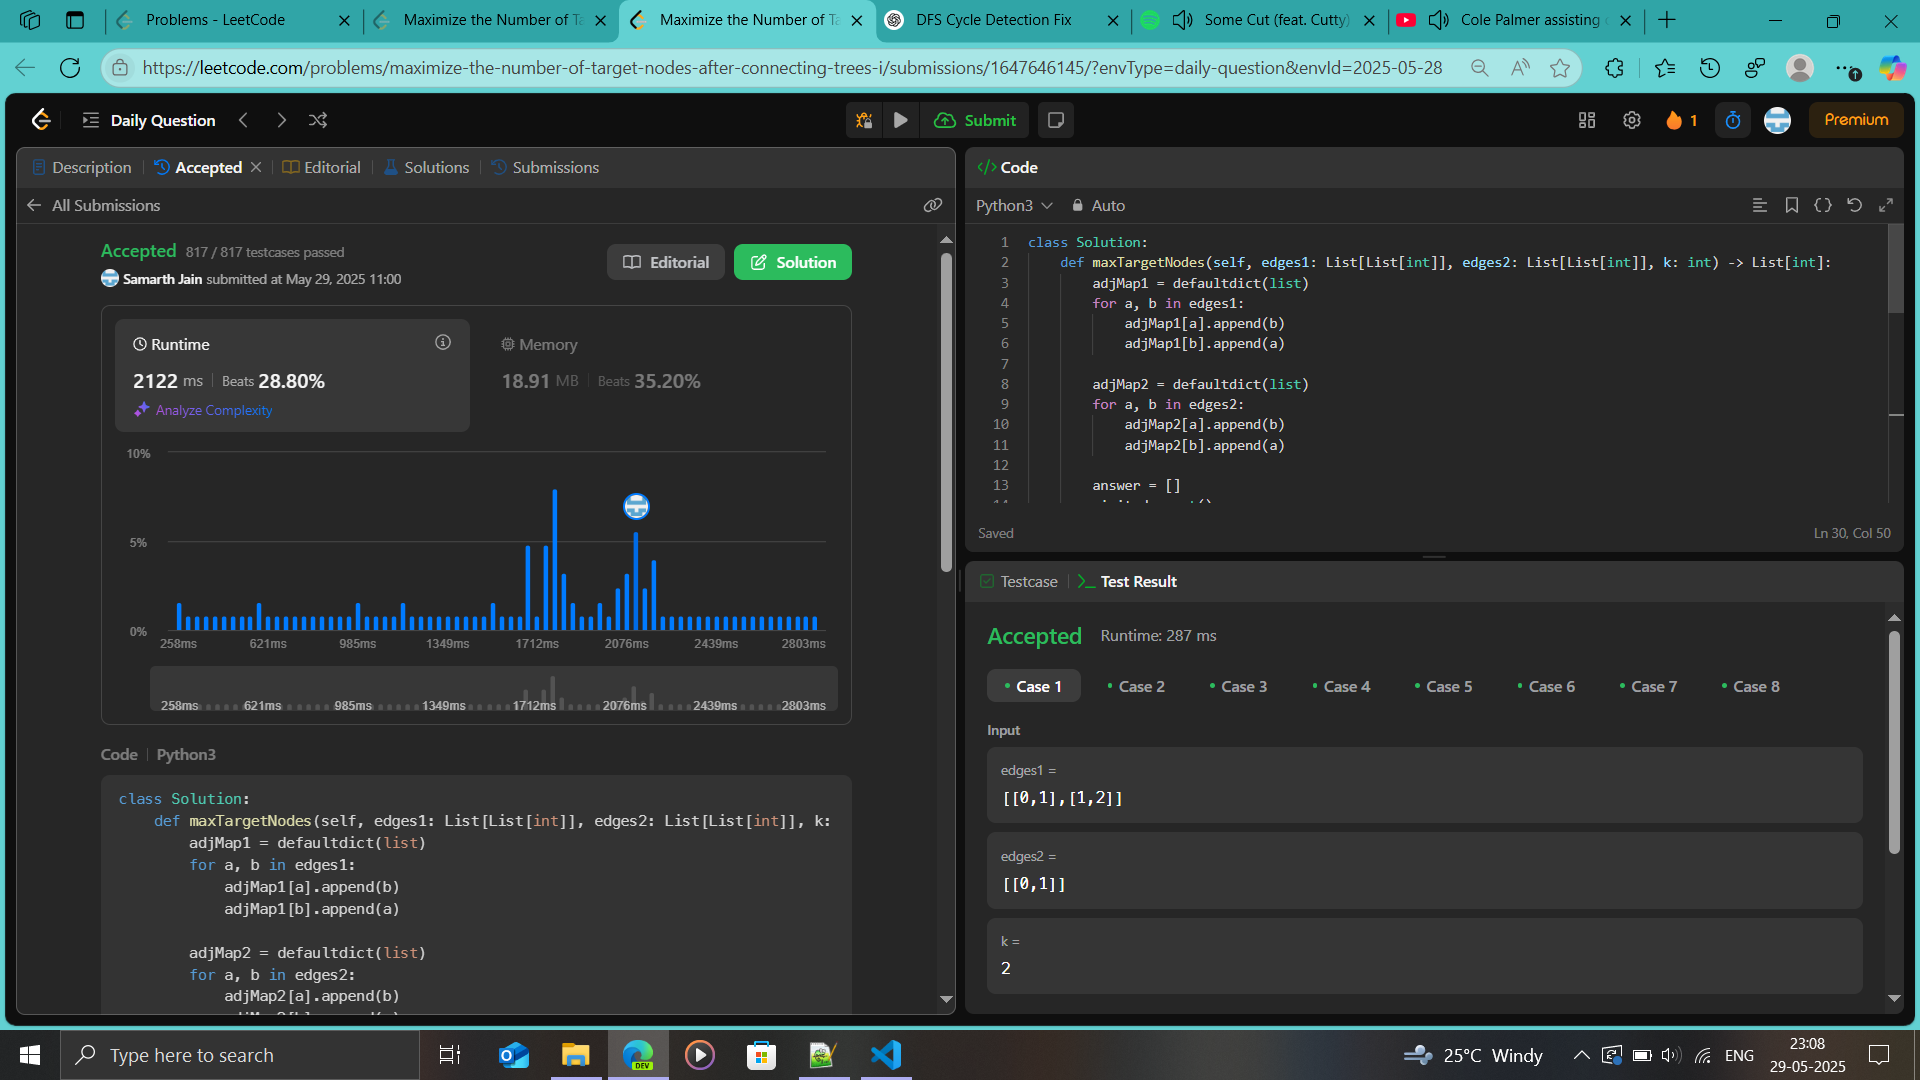 Problems - LeetCode
Maximize the Number of Ta
Maximize the Number of Ta
DFS Cycle Detection Fix
Some Cut (feat. Cutty)
Cole Palmer assisting
https://leetcode.com/problems/maximize-the-number-of-target-nodes-after-connecting-trees-i/submissions/1647646145/?envType=daily-question&envId=2025-05-28
Daily Question
Submit
1
Premium
Description
Accepted
Editorial
Solutions
Submissions
All Submissions
Accepted 817 / 817 testcases passed
Samarth Jain submitted at May 29, 2025 11:00
Editorial
Solution
Runtime
2122 ms Beats 28.80%
Analyze Complexity
Memory
18.91 MB Beats 35.20%
10%
5%
0%
258ms 621ms 985ms 1349ms 1712ms 2076ms 2439ms 2803ms
258ms 621ms 985ms 1349ms 1712ms 2076ms 2439ms 2803ms
Code Python3
class Solution:
def maxTargetNodes(self, edges1: List[List[int]], edges2: List[List[int]], k:
adjMap1 = defaultdict(list)
for a, b in edges1:
adjMap1[a].append(b)
adjMap1[b].append(a)
adjMap2 = defaultdict(list)
for a, b in edges2:
adjMap2[a].append(b)
</> Code
Python3
Auto
1 class Solution:
2 def maxTargetNodes(self, edges1: List[List[int]], edges2: List[List[int]], k: int) -> List[int]:
3 adjMap1 = defaultdict(list)
4 for a, b in edges1:
5 adjMap1[a].append(b)
6 adjMap1[b].append(a)
7
8 adjMap2 = defaultdict(list)
9 for a, b in edges2:
10 adjMap2[a].append(b)
11 adjMap2[b].append(a)
12
13 answer = []
Saved
Ln 30, Col 50
Testcase
Test Result
Accepted Runtime: 287 ms
Case 1
Case 2
Case 3
Case 4
Case 5
Case 6
Case 7
Case 8
Input
edges1 =
[[0,1],[1,2]]
edges2 =
[[0,1]]
k =
2
Type here to search
DEV
25°C Windy
ENG
23:08
29-05-2025